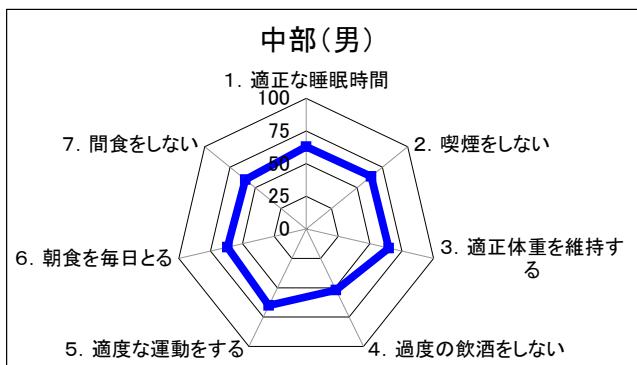 中部(男)
1. 適正な睡眠時間
100
75
50
25
0
2. 喫煙をしない
3. 適正体重を維持す
る
4. 過度の飲酒をしない
5. 適度な運動をする
6. 朝食を毎日とる
7. 間食をしない